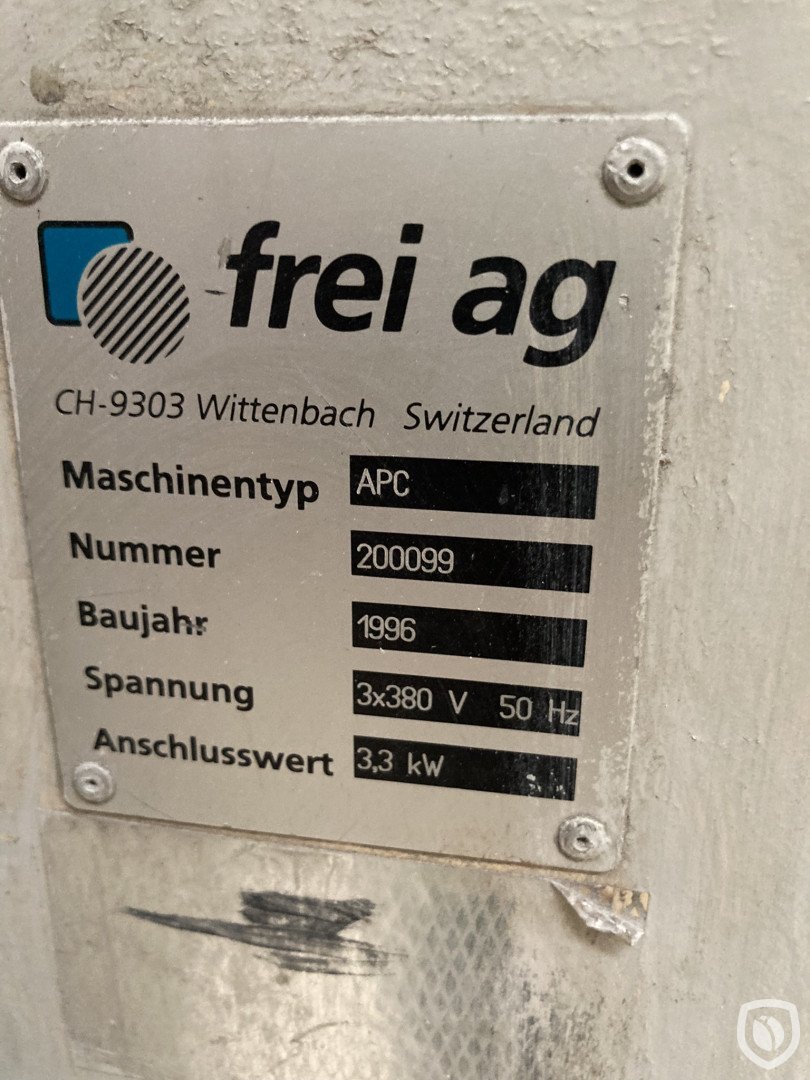 frei ag
CH-9303 Wittenbach Switzerland
Maschinentyp APC
Nummer 200099
Baujahr 1996
Spannung 3x380 V 50 Hz
Anschlusswert 3,3 kW